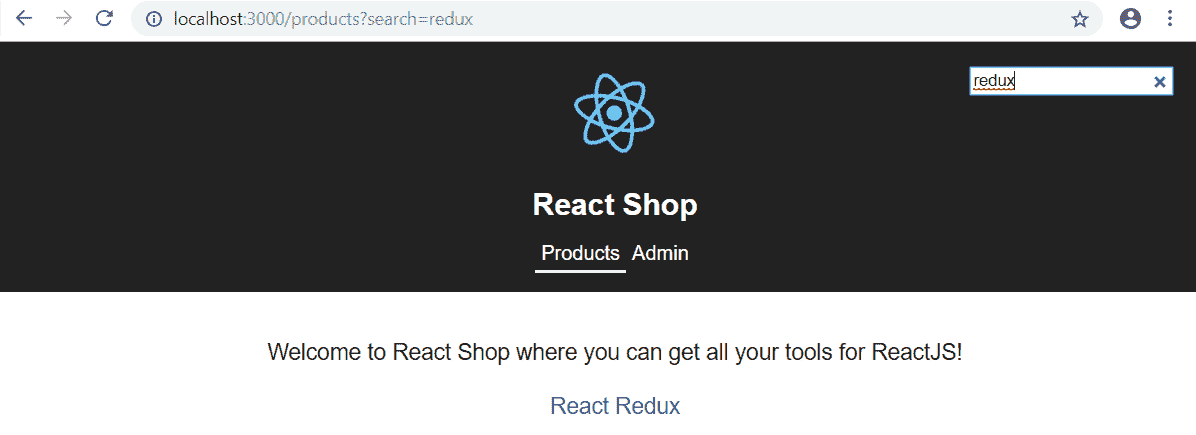 localhost:3000/products?search=redux
redux
React Shop
Products Admin
Welcome to React Shop where you can get all your tools for ReactJS!
React Redux